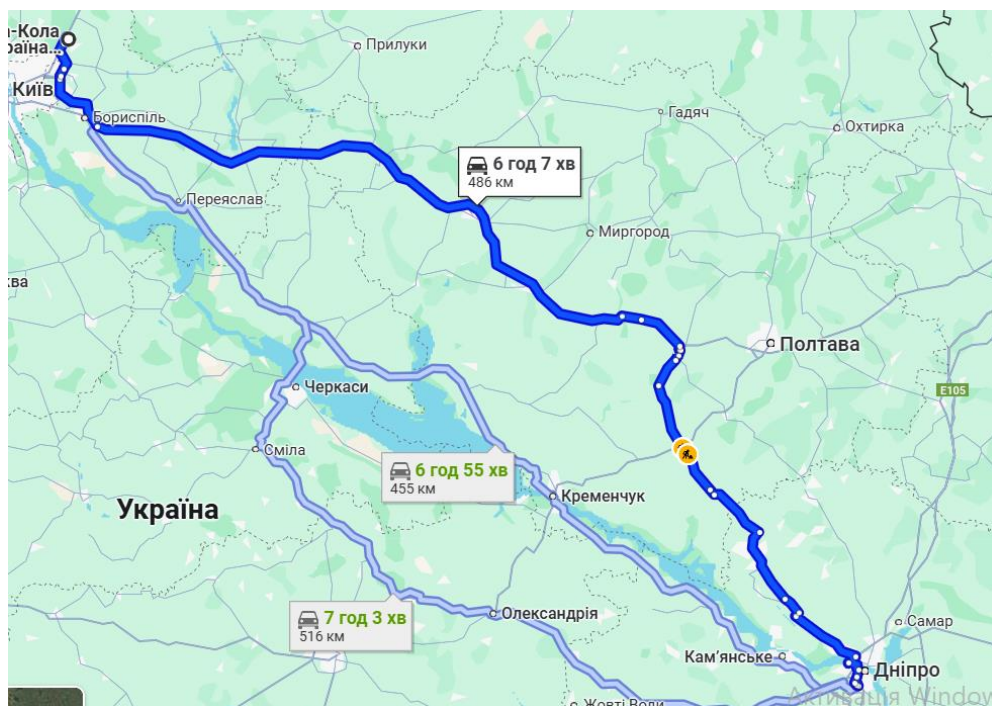 а-Кола
раїна...
Прилуки
Київ
Бориспіль
Гадяч
Охтирка
6 год 7 хв
486 км
Переяслав
Миргород
ква
Полтава
E105
Черкаси
Сміла
6 год 55 хв
455 км
Кременчук
Україна
7 год 3 хв
516 км
Олександрія
Самар
Кам'янське
Дніпро
Жовті Води
Активація Window